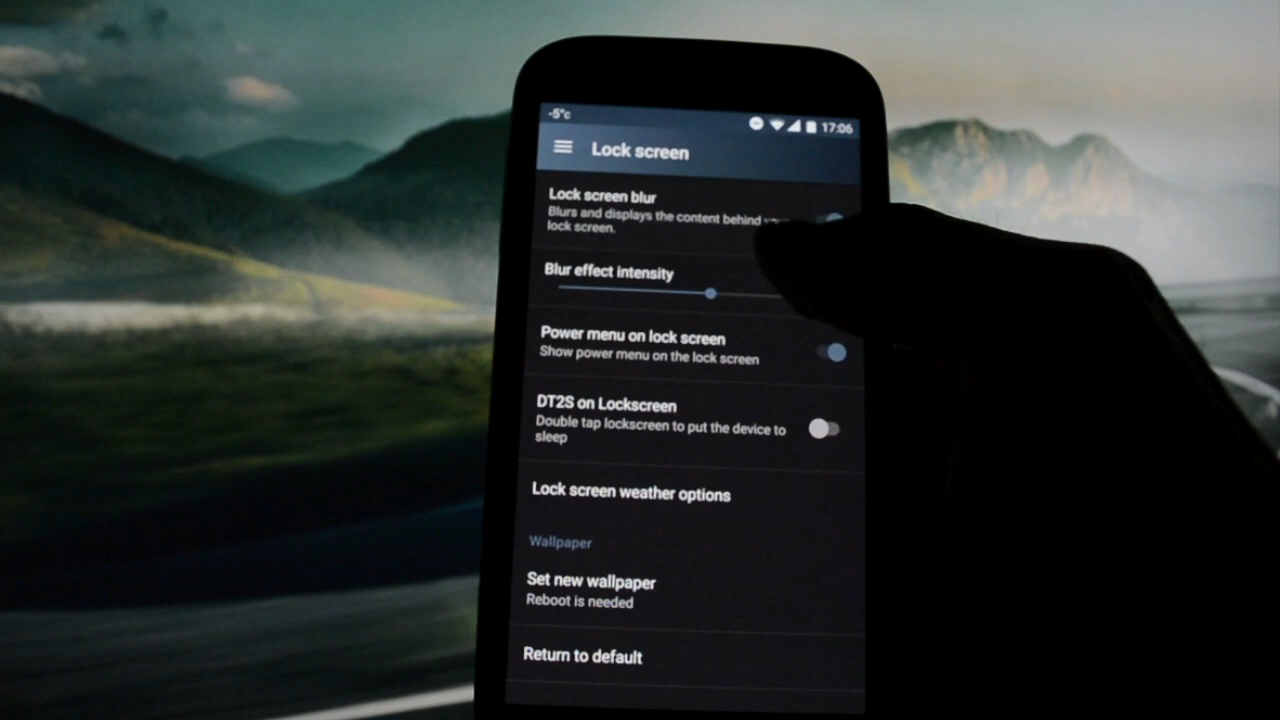 -5°c
17:06
Lock screen
Lock screen blur
Blurs and displays the content behind
lock screen.
Blur effect intensity
Power menu on lock screen
Show power menu on the lock screen
DT2S on Lockscreen
Double tap lockscreen to put the device to
sleep
Lock screen weather options
Wallpaper
Set new wallpaper
Reboot is needed
Return to default